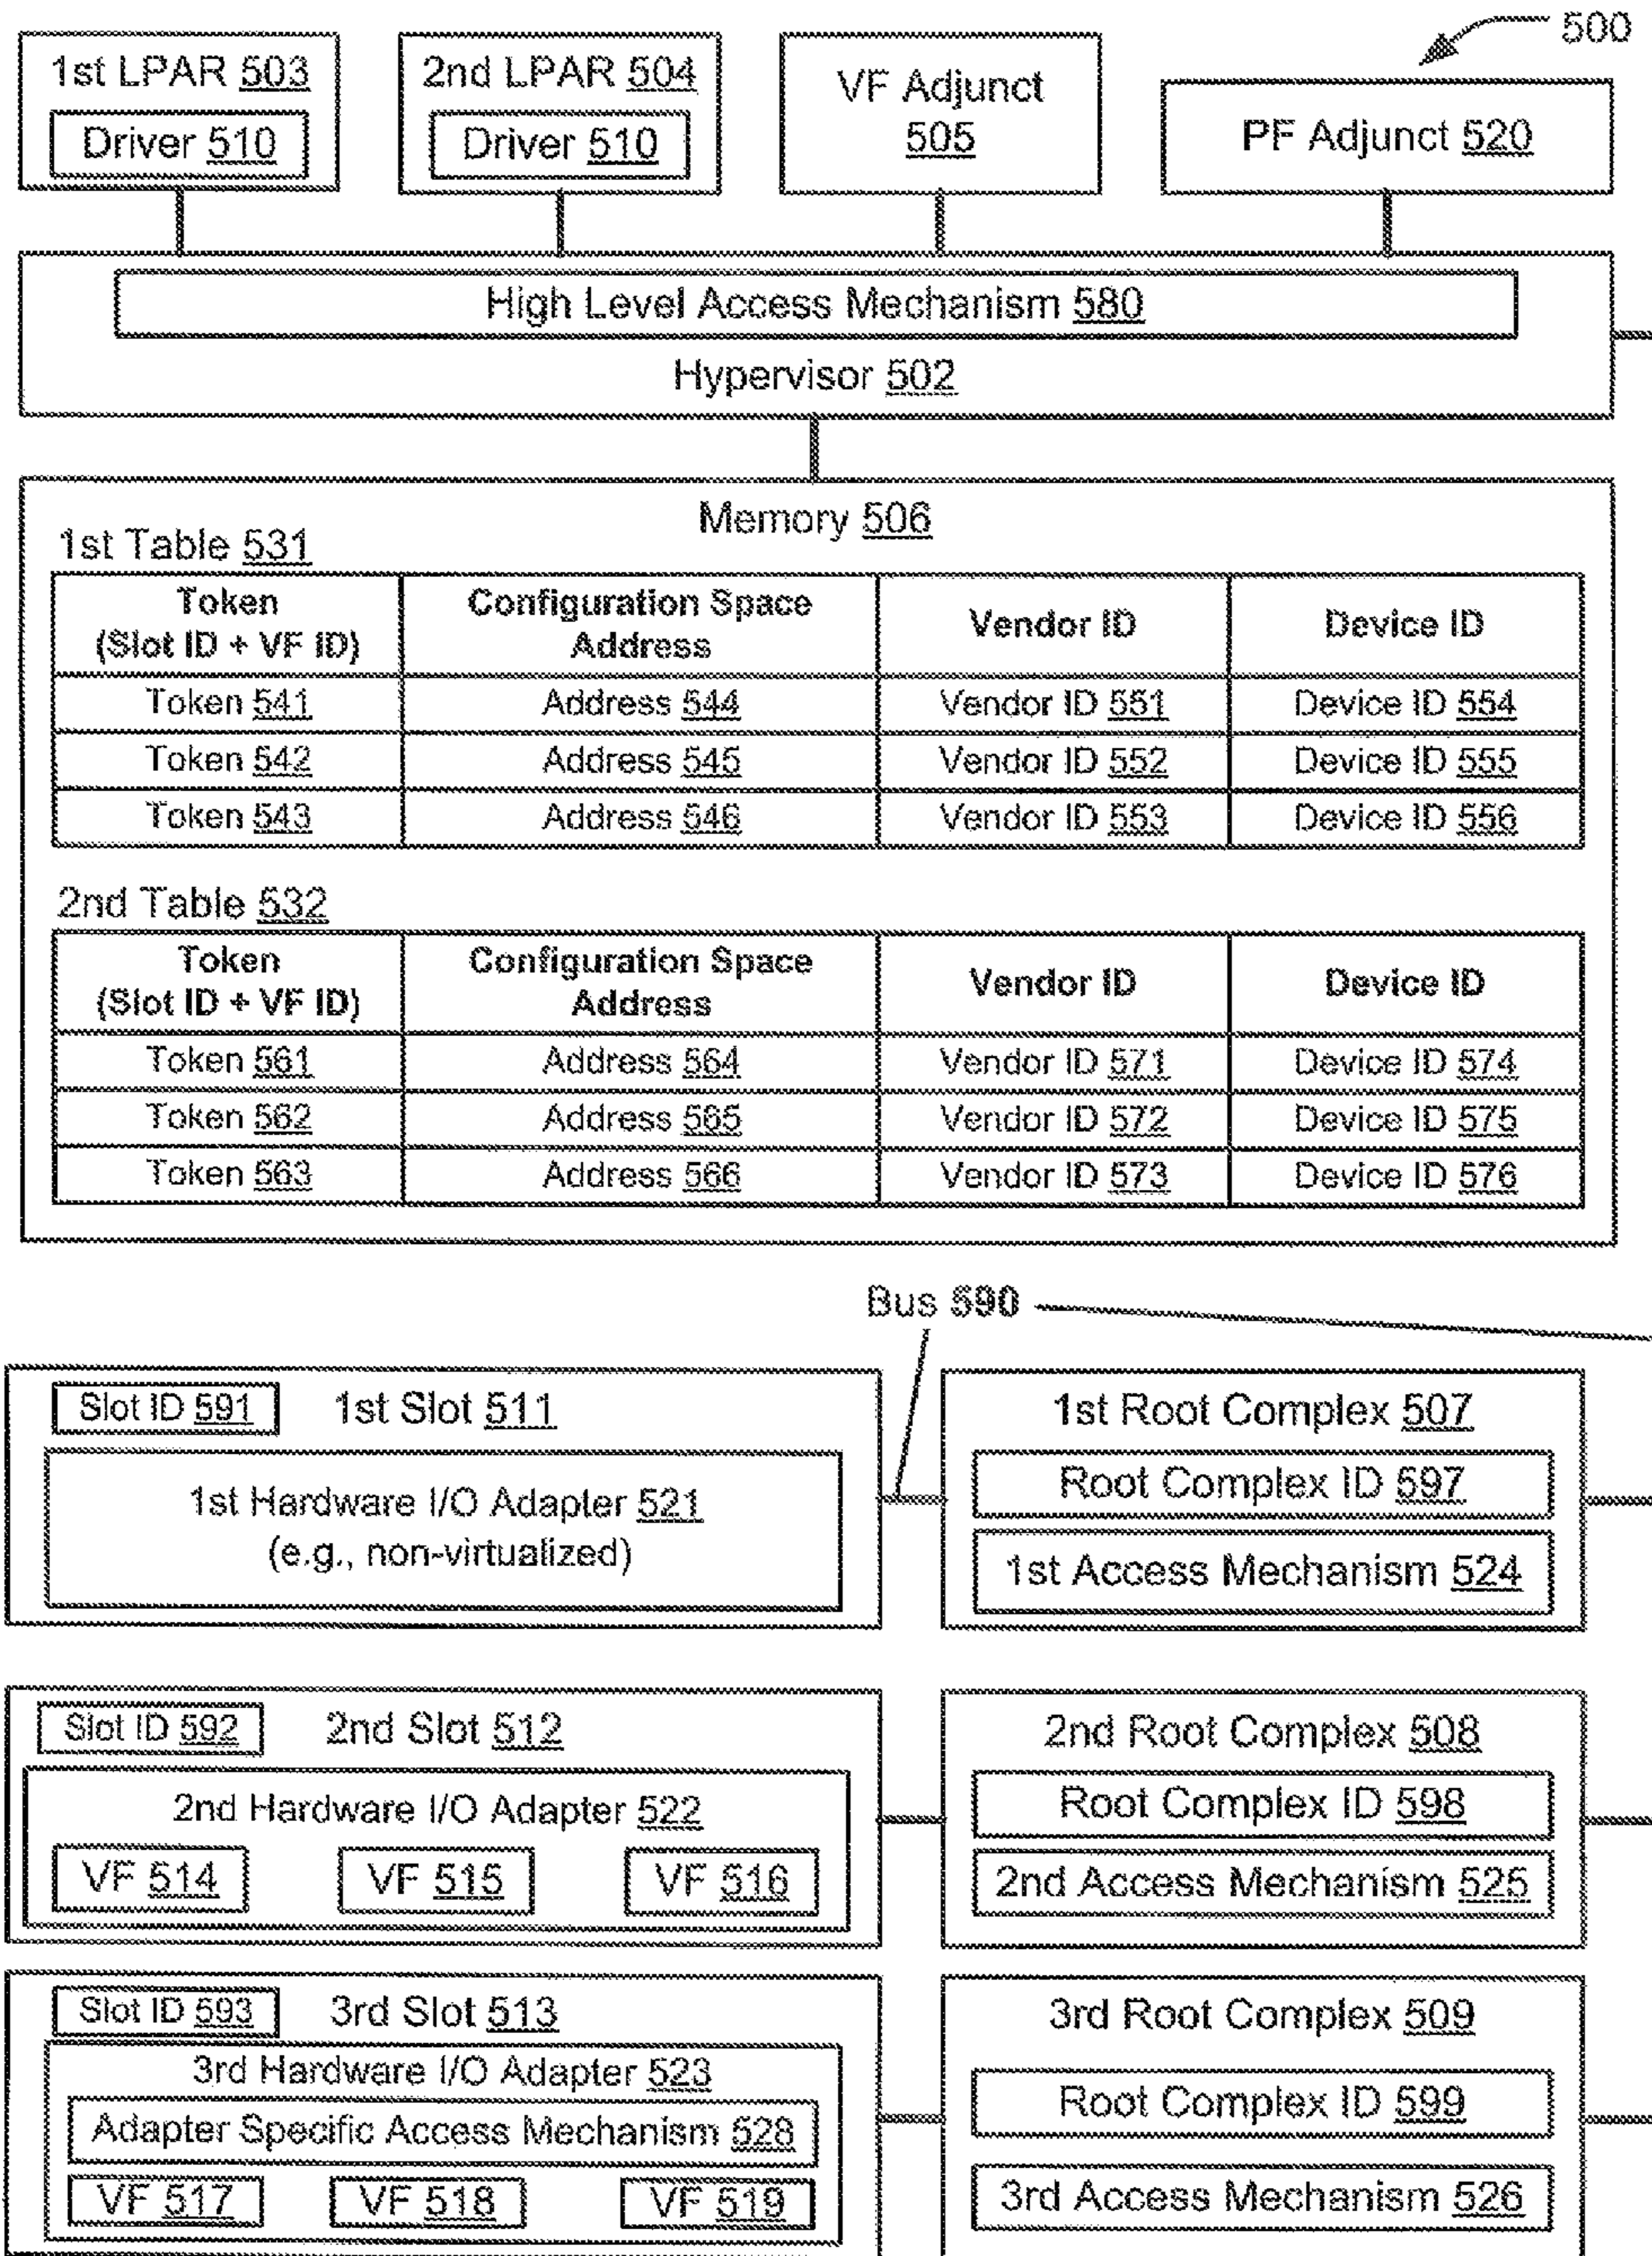 500
1st LPAR 503
Driver 510
2nd LPAR 504
Driver 510
VF Adjunct
505
PF Adjunct 520
High Level Access Mechanism 580
Hypervisor 502
Memory 506
1st Table 531
Token
(Slot ID + VF ID)
Configuration Space
Address
Vendor ID
Device ID
Token 541
Address 544
Vendor ID 551
Device ID 554
Token 542
Address 545
Vendor ID 552
Device ID 555
Token 543
Address 546
Vendor ID 553
Device ID 556
2nd Table 532
Token
(Slot ID + VF ID)
Configuration Space
Address
Vendor ID
Device ID
Token 561
Address 564
Vendor ID 571
Device ID 574
Token 562
Address 565
Vendor ID 572
Device ID 575
Token 563
Address 566
Vendor ID 573
Device ID 576
Bus 590
Slot ID 591
1st Slot 511
1st Hardware I/O Adapter 521
(e.g., non-virtualized)
1st Root Complex 507
Root Complex ID 597
1st Access Mechanism 524
Slot ID 592
2nd Slot 512
2nd Hardware I/O Adapter 522
VF 514
VF 515
VF 516
2nd Root Complex 508
Root Complex ID 598
2nd Access Mechanism 525
Slot ID 593
3rd Slot 513
3rd Hardware I/O Adapter 523
Adapter Specific Access Mechanism 528
VF 517
VF 518
VF 519
3rd Root Complex 509
Root Complex ID 599
3rd Access Mechanism 526